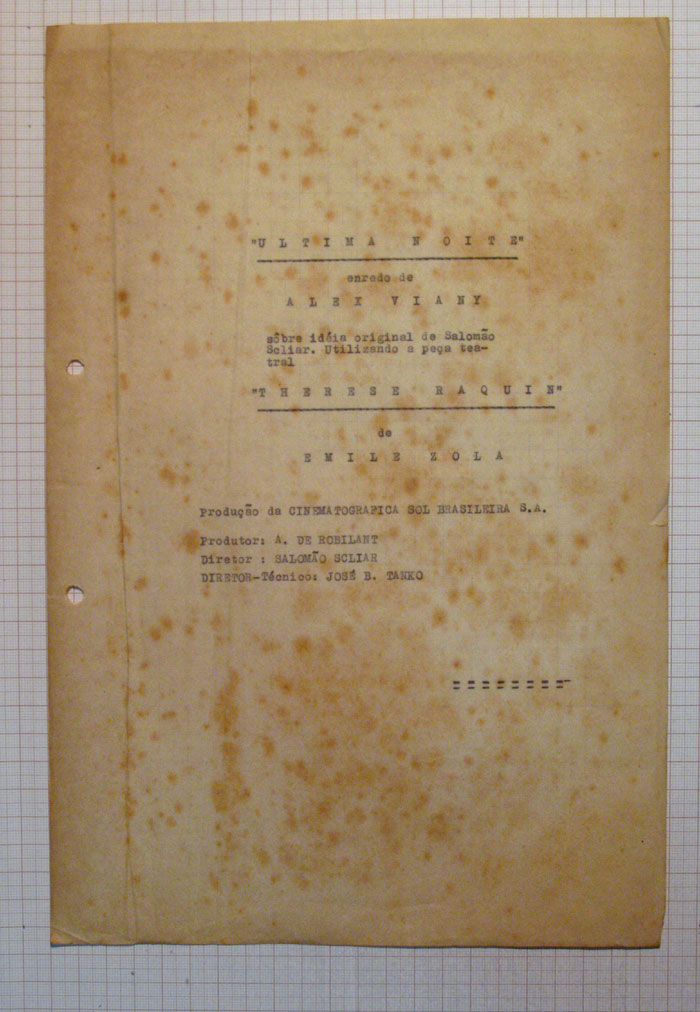 "U L T I M A N O I T E"
enredo de
A L E X V I A N Y
sôbre idéia original de Salomão
Scliar. Utilizando a peça tea-
tral
"T H E R E S E R A Q U I N"
de
E M I L E Z O L A
Produção da CINEMATOGRAFICA SOL BRASILEIRA S.A.
Produtor: A. DE ROBILANT
Diretor : SALOMÃO SCLIAR
DIRETOR-Técnico: JOSÉ B. TANKO